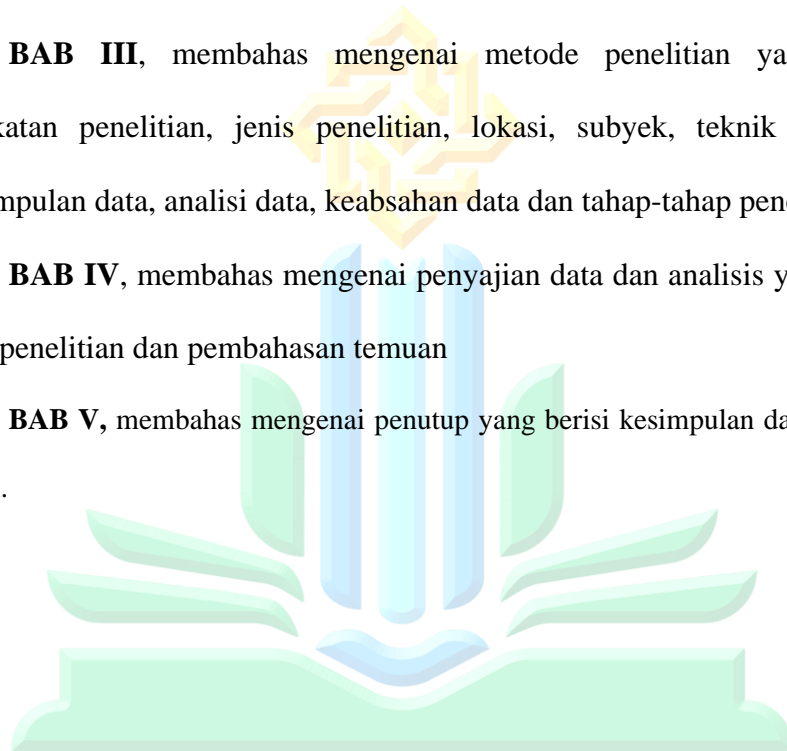 BAB III, membahas mengenai metode penelitian ya
katan penelitian, jenis penelitian, lokasi, subyek, teknik
mpulan data, analisi data, keabsahan data dan tahap-tahap pen
BAB IV, membahas mengenai penyajian data dan analisis y
penelitian dan pembahasan temuan
BAB V, membahas mengenai penutup yang berisi kesimpulan da
.